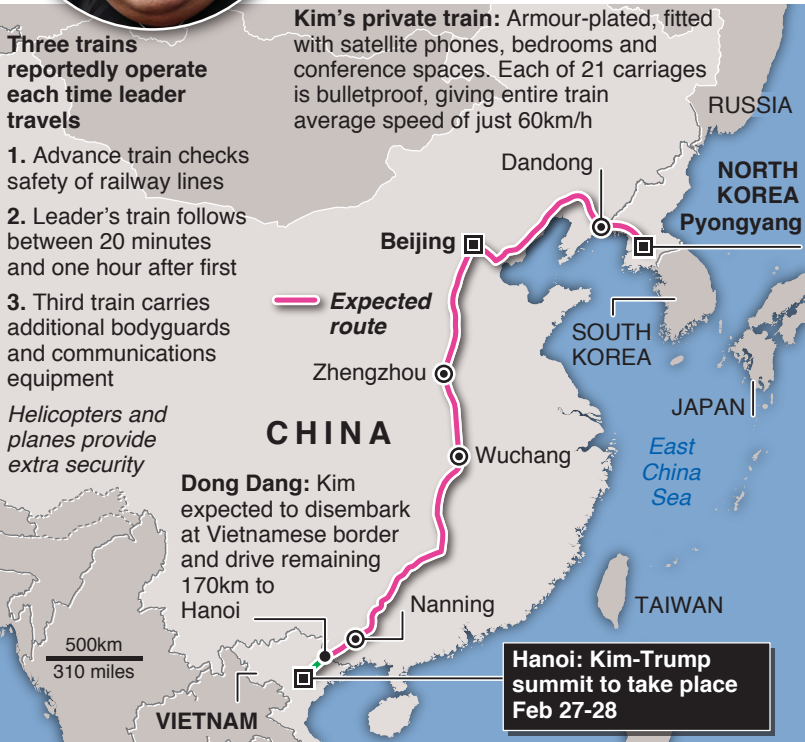 Three trains
reportedly operate
each time leader
travels
1. Advance train checks
safety of railway lines
2. Leader's train follows
between 20 minutes
and one hour after first
3. Third train carries
additional bodyguards
and communications
equipment
Helicopters and
planes provide
extra security
Kim's private train: Armour-plated, fitted
with satellite phones, bedrooms and
conference spaces. Each of 21 carriages
is bulletproof, giving entire train
average speed of just 60km/h
RUSSIA
Dandong
NORTH
KOREA
Pyongyang
Beijing
Expected
route
SOUTH
KOREA
Zhengzhou
JAPAN
CHINA
Wuchang
East
China
Sea
Dong Dang: Kim
expected to disembark
at Vietnamese border
and drive remaining
170km to
Hanoi
Nanning
TAIWAN
500km
310 miles
Hanoi: Kim-Trump
summit to take place
Feb 27-28
VIETNAM